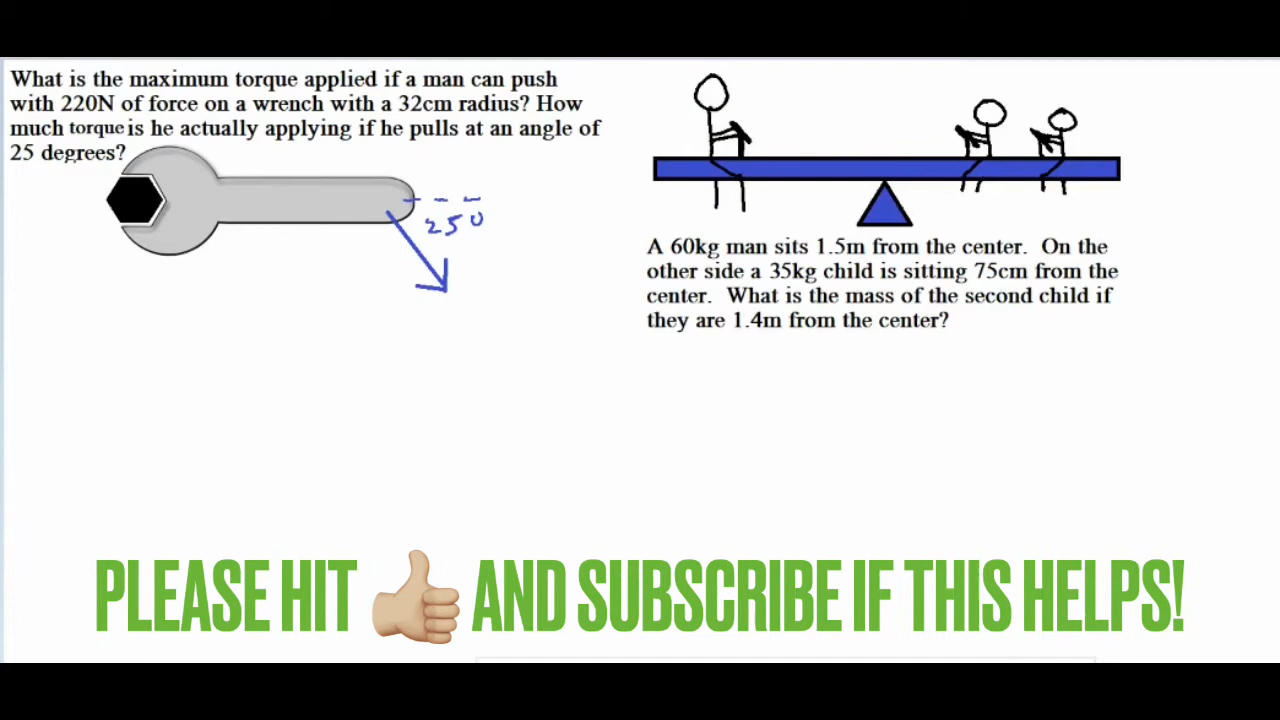 What is the maximum torque applied if a man can push
with 220N of force on a wrench with a 32cm radius? How
much torque is he actually applying if he pulls at an angle of
25 degrees?
25°
A 60kg man sits 1.5m from the center. On the
other side a 35kg child is sitting 75cm from the
center. What is the mass of the second child if
they are 1.4m from the center?
PLEASE HIT 👍🏼 AND SUBSCRIBE IF THIS HELPS!